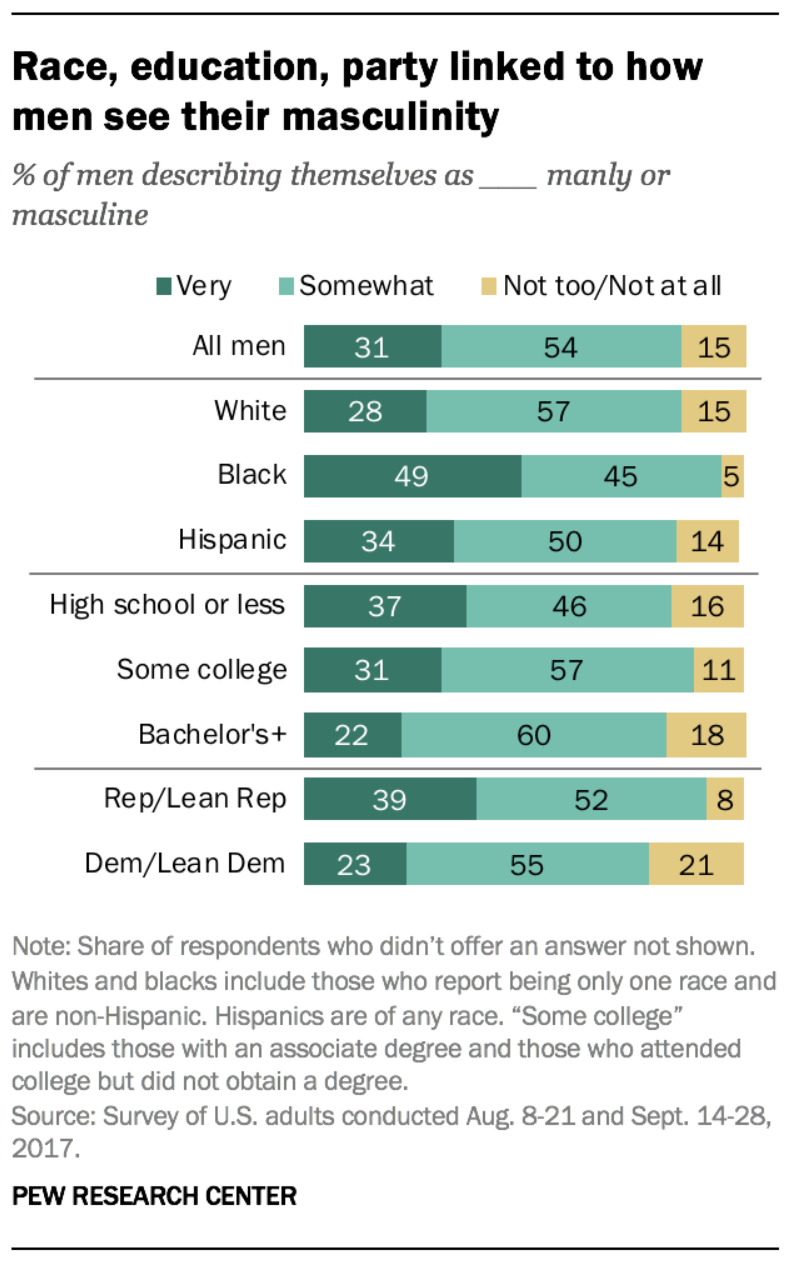 Race, education, party linked to how
men see their masculinity
% of men describing themselves as ___ manly or
masculine
Very Somewhat Not too/Not at all
All men 31 54 15
White 28 57 15
Black 49 45 5
Hispanic 34 50 14
High school or less 37 46 16
Some college 31 57 11
Bachelor's+ 22 60 18
Rep/Lean Rep 39 52 8
Dem/Lean Dem 23 55 21
Note: Share of respondents who didn’t offer an answer not shown.
Whites and blacks include those who report being only one race and
are non-Hispanic. Hispanics are of any race. “Some college”
includes those with an associate degree and those who attended
college but did not obtain a degree.
Source: Survey of U.S. adults conducted Aug. 8-21 and Sept. 14-28,
2017.
PEW RESEARCH CENTER